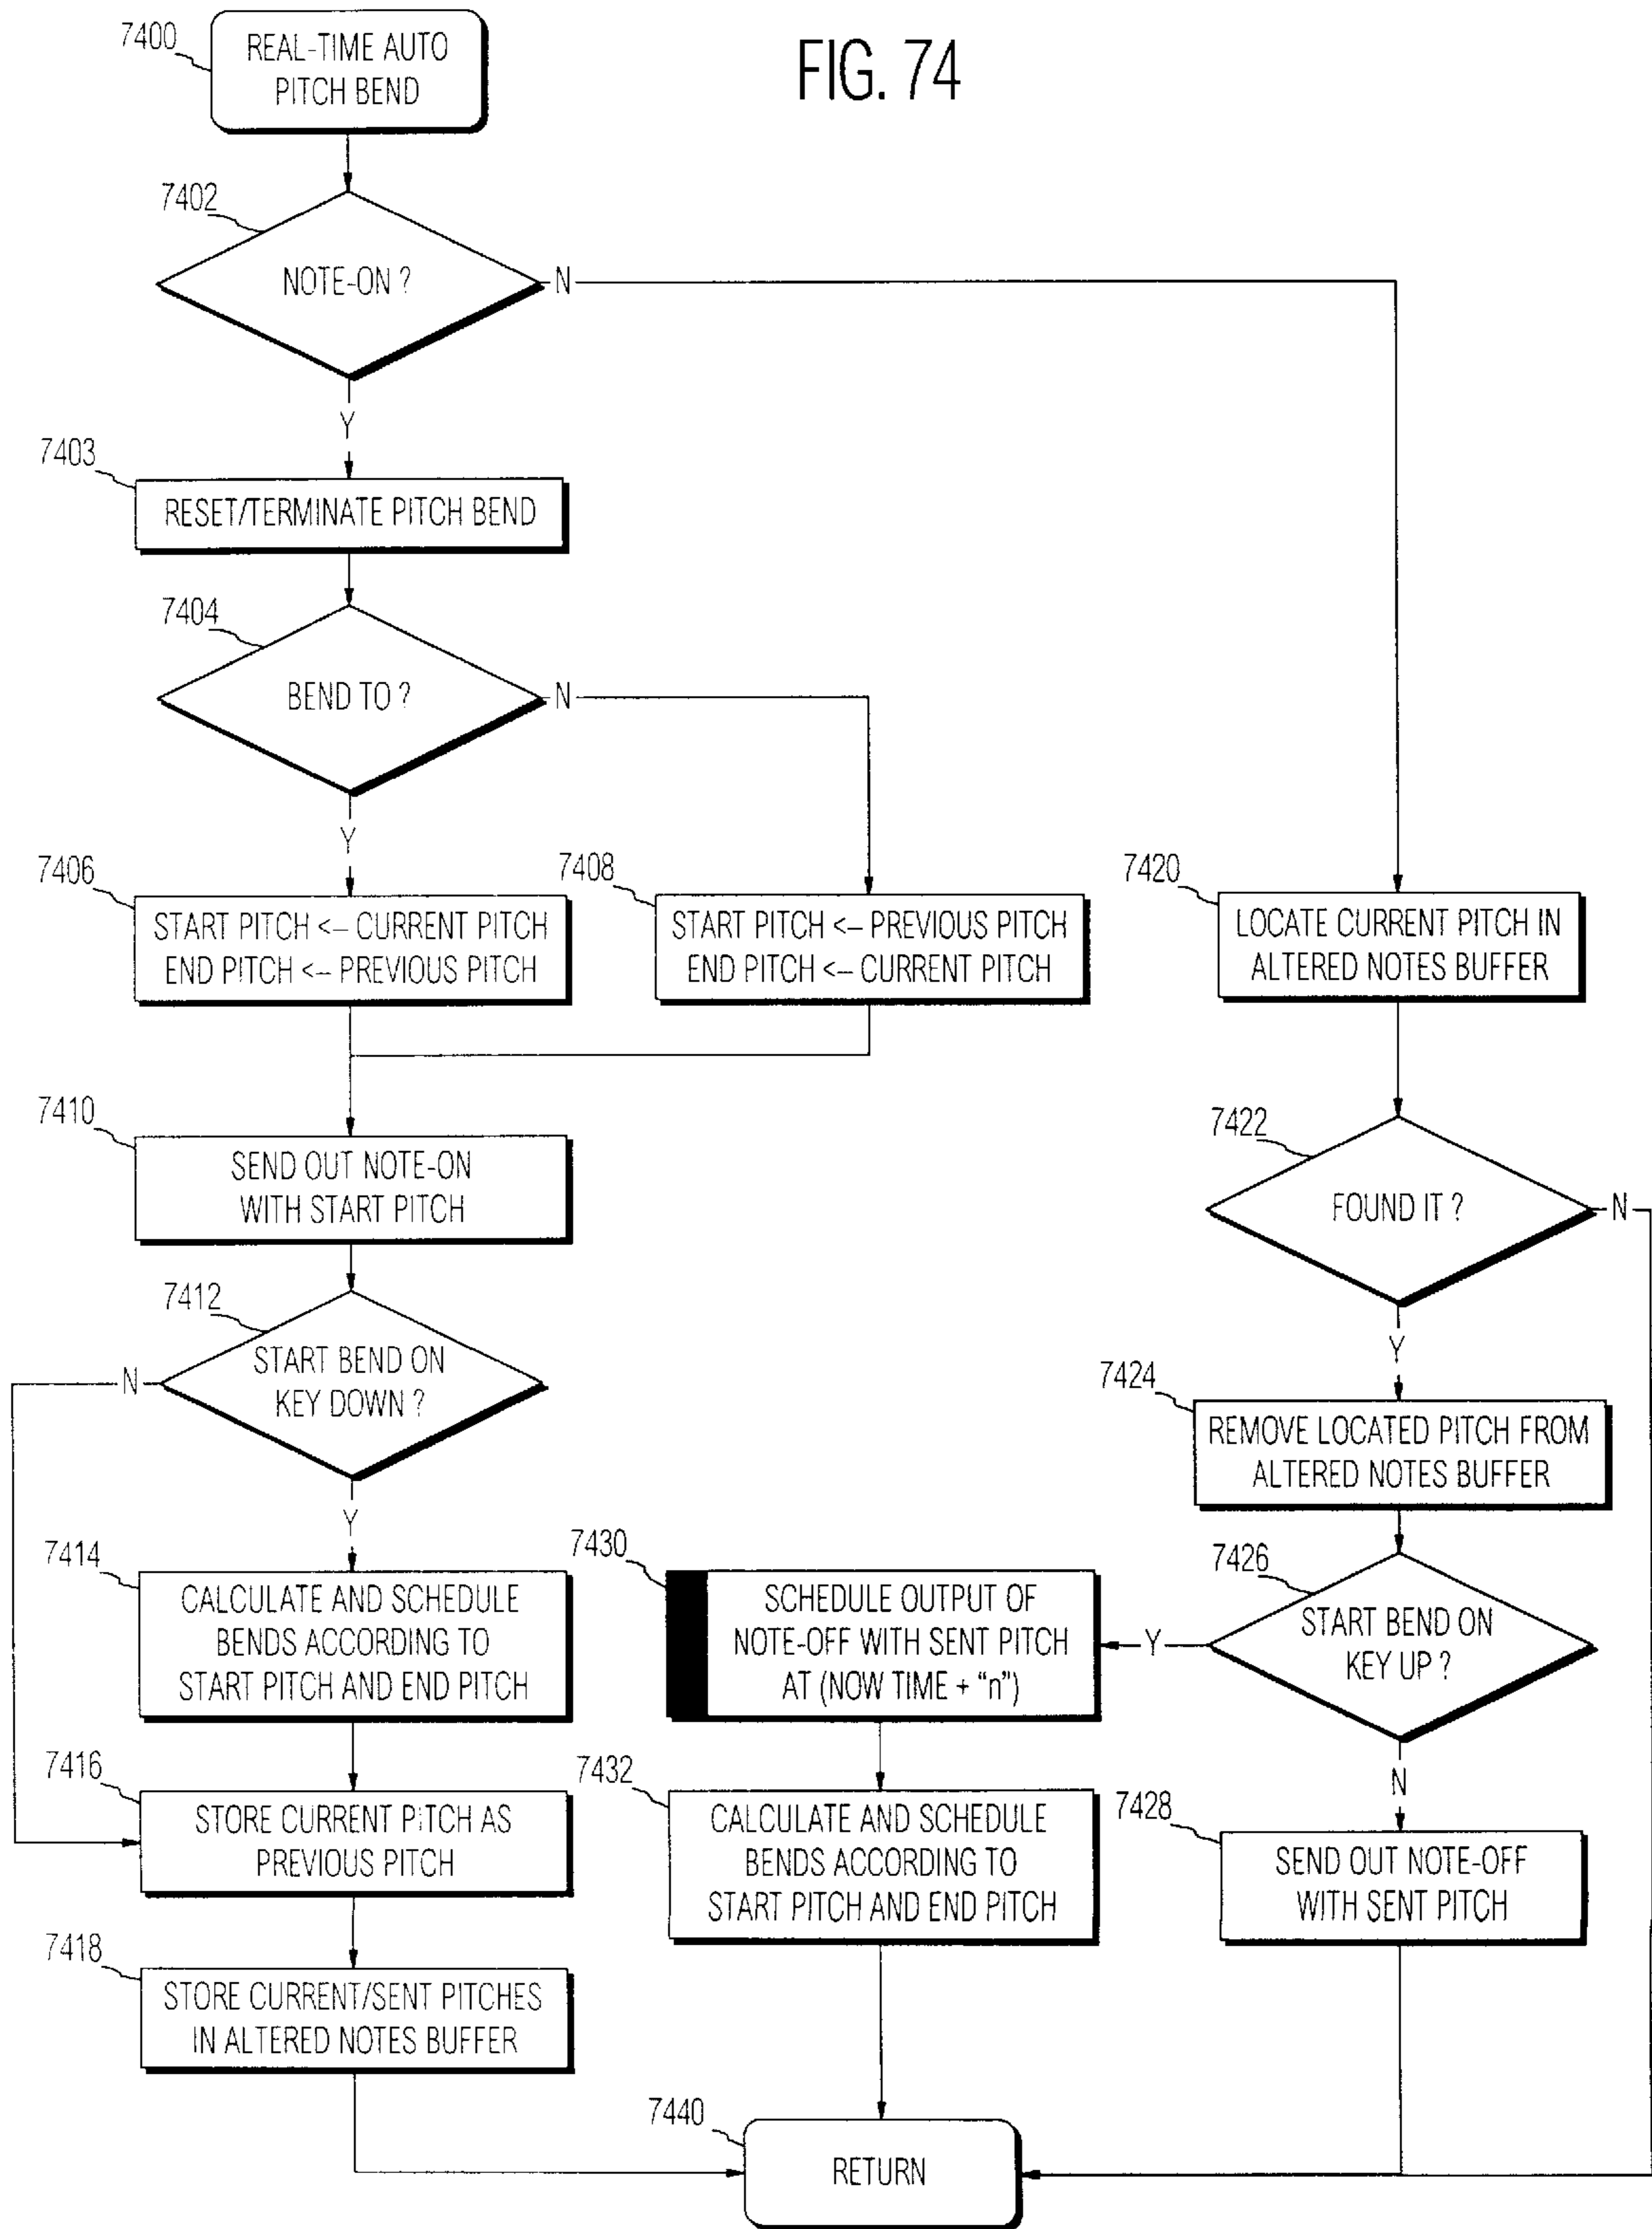 FIG. 74
7400
REAL-TIME AUTO
PITCH BEND
7402
NOTE-ON ?
N
Y
7403
RESET/TERMINATE PITCH BEND
7404
BEND TO ?
N
Y
7406
START PITCH <– CURRENT PITCH
END PITCH <– PREVIOUS PITCH
7408
START PITCH <– PREVIOUS PITCH
END PITCH <– CURRENT PITCH
7410
SEND OUT NOTE-ON
WITH START PITCH
7412
START BEND ON
KEY DOWN ?
N
Y
7414
CALCULATE AND SCHEDULE
BENDS ACCORDING TO
START PITCH AND END PITCH
7416
STORE CURRENT PITCH AS
PREVIOUS PITCH
7418
STORE CURRENT/SENT PITCHES
IN ALTERED NOTES BUFFER
7420
LOCATE CURRENT PITCH IN
ALTERED NOTES BUFFER
7422
FOUND IT ?
N
Y
7424
REMOVE LOCATED PITCH FROM
ALTERED NOTES BUFFER
7426
START BEND ON
KEY UP ?
Y
N
7428
SEND OUT NOTE-OFF
WITH SENT PITCH
7430
SCHEDULE OUTPUT OF
NOTE-OFF WITH SENT PITCH
AT (NOW TIME + “n”)
7432
CALCULATE AND SCHEDULE
BENDS ACCORDING TO
START PITCH AND END PITCH
7440
RETURN